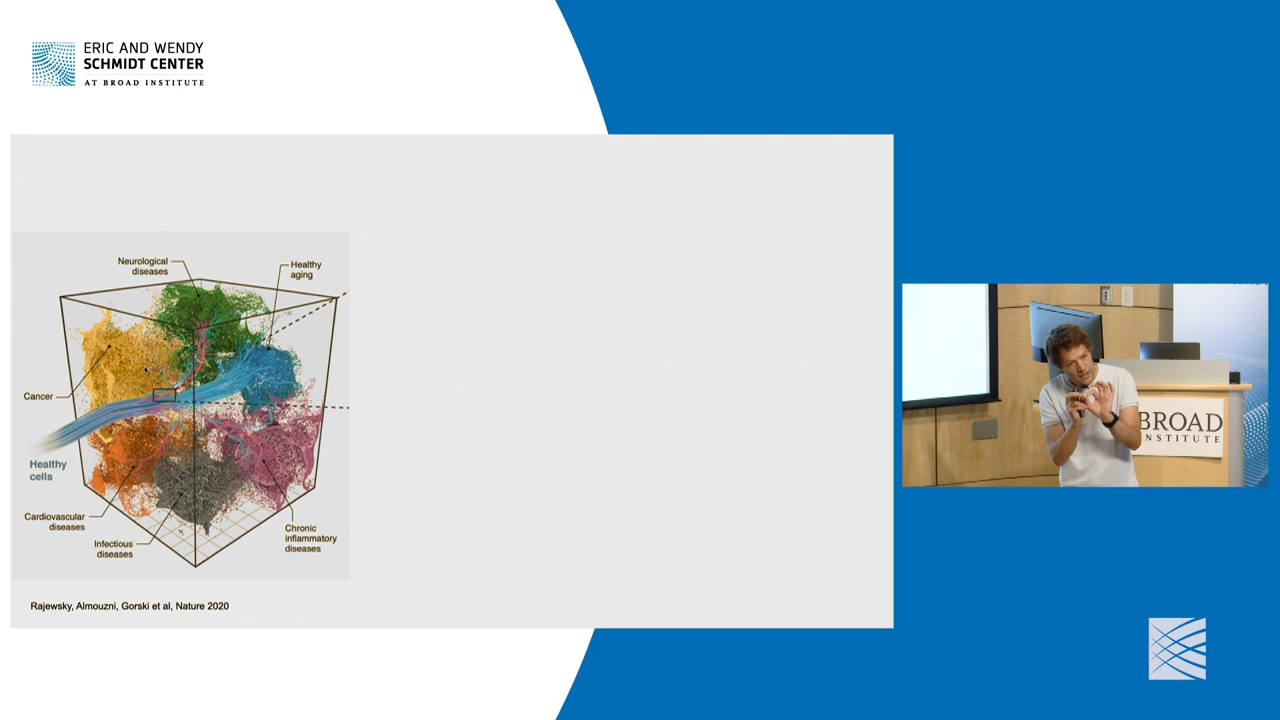 ERIC AND WENDY
SCHMIDT CENTER
AT BROAD INSTITUTE
Neurological
diseases
Healthy
aging
Cancer
Healthy
cells
Cardiovascular
diseases
Infectious
diseases
Chronic
inflammatory
diseases
Rajewsky, Almouzni, Gorski et al, Nature 2020
BROAD
INSTITUTE